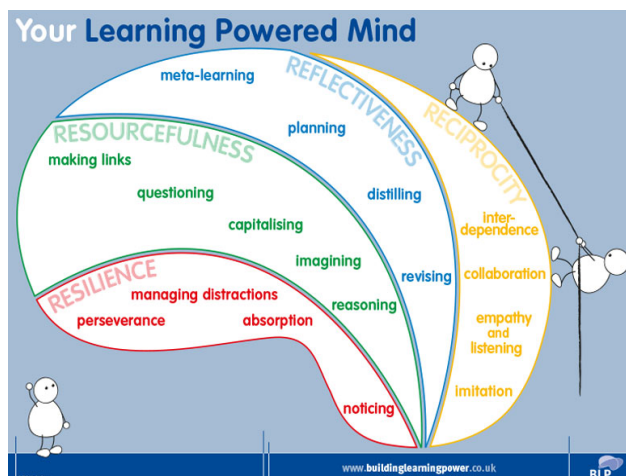 Your Learning Powered Mind
meta-learning
REFLECTIVENESS
planning
distilling
revising
RESOURCEFULNESS
making links
questioning
capitalising
imagining
reasoning
RESILIENCE
managing distractions
perseverance
absorption
noticing
RECIPROCITY
inter-
dependence
collaboration
empathy
and
listening
imitation
www.buildinglearningpower.co.uk
BLP